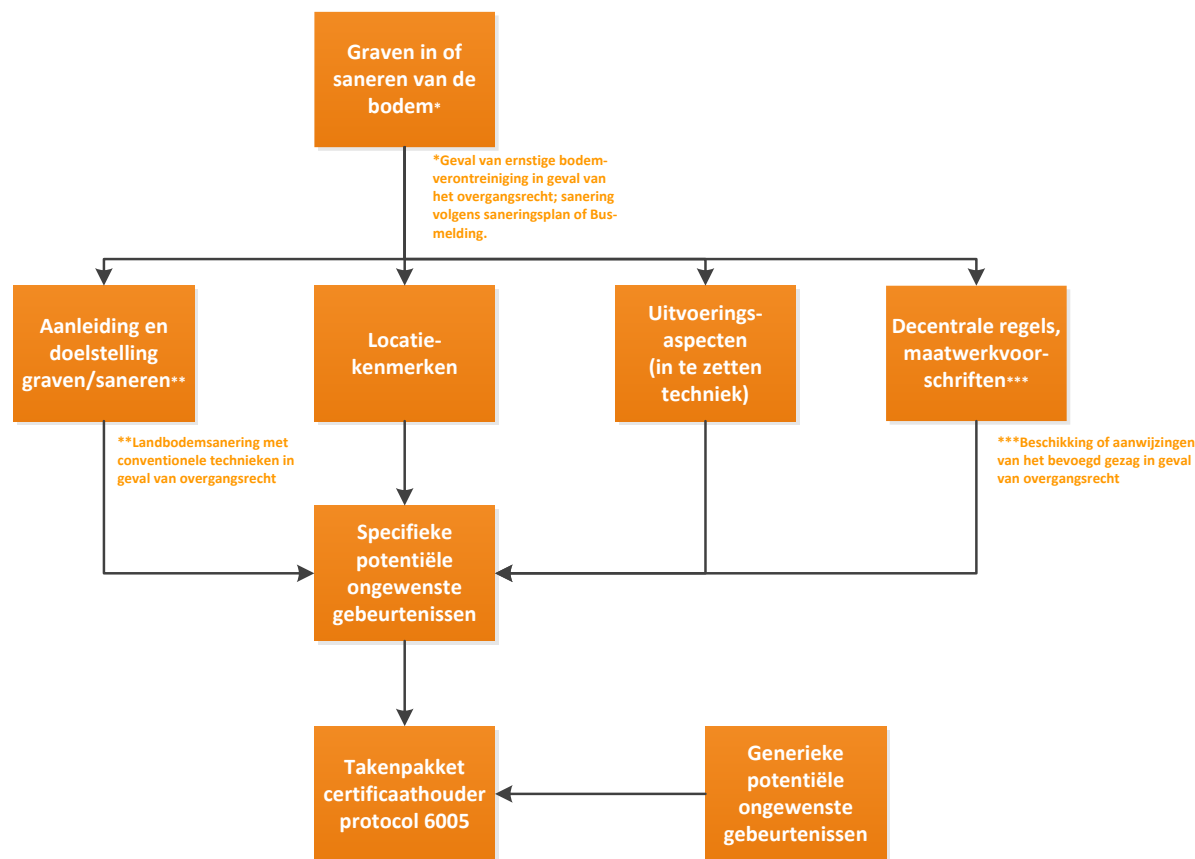 Graven in of
saneren van de
bodem*
*Geval van ernstige bodem-
verontreiniging in geval van
het overgangsrecht; sanering
volgens saneringsplan of Bus-
melding.
Aanleiding en
doelstelling
graven/saneren**
Locatie-
kenmerken
Uitvoerings-
aspecten
(in te zetten
techniek)
Decentrale regels,
maatwerkvoor-
schriften***
**Landbodemsanering met
conventionele technieken in
geval van overgangsrecht
***Beschikking of aanwijzingen
van het bevoegd gezag in geval
van overgangsrecht
Specifieke
potentiële
ongewenste
gebeurtenissen
Takenpakket
certificaathouder
protocol 6005
Generieke
potentiële
ongewenste
gebeurtenissen